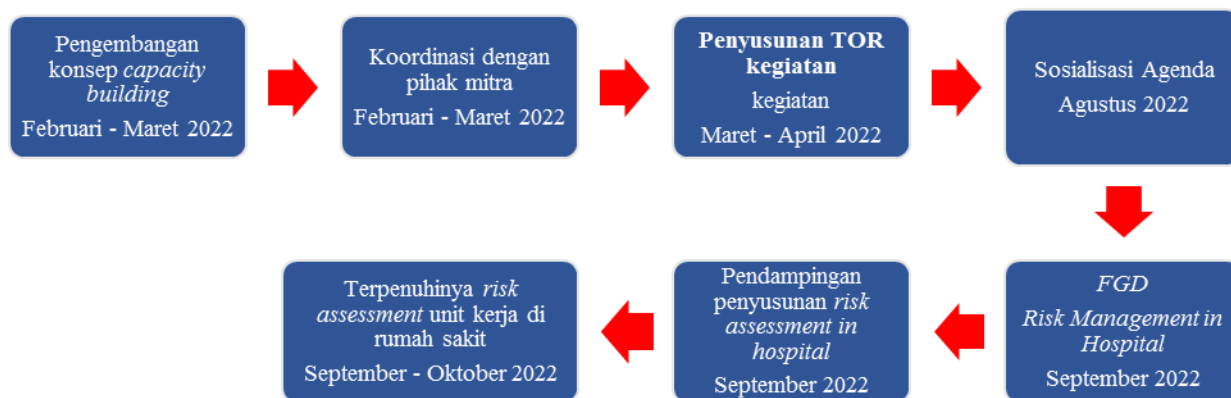 Pengembangan
konsep capacity
building
Februari - Maret 2022
Koordinasi dengan
pihak mitra
Februari - Maret 2022
Penyusunan TOR
kegiatan
kegiatan
Maret - April 2022
Sosialisasi Agenda
Agustus 2022
FGD
Risk Management in
Hospital
September 2022
Pendampingan
penyusunan risk
assessment in
hospital
September 2022
Terpenuhinya risk
assessment unit kerja di
rumah sakit
September - Oktober 2022